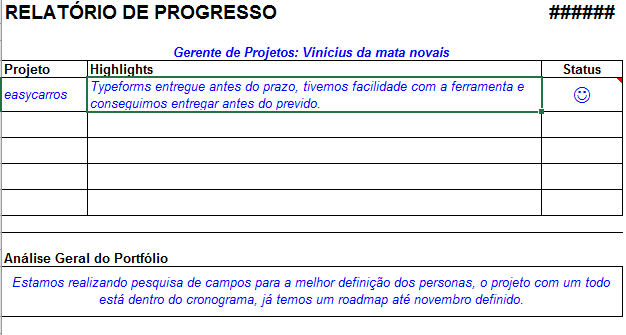 RELATÓRIO DE PROGRESSO ######
Gerente de Projetos: Vinicius da mata novais
Projeto Highlights Status
easycarros Typeforms entregue antes do prazo, tivemos facilidade com a ferramenta e
conseguimos entregar antes do previdо. ☺
Análise Geral do Portfólio
Estamos realizando pesquisa de campos para a melhor definição dos personas, o projeto com um todo
está dentro do cronograma, já temos um roadmap até novembro definido.